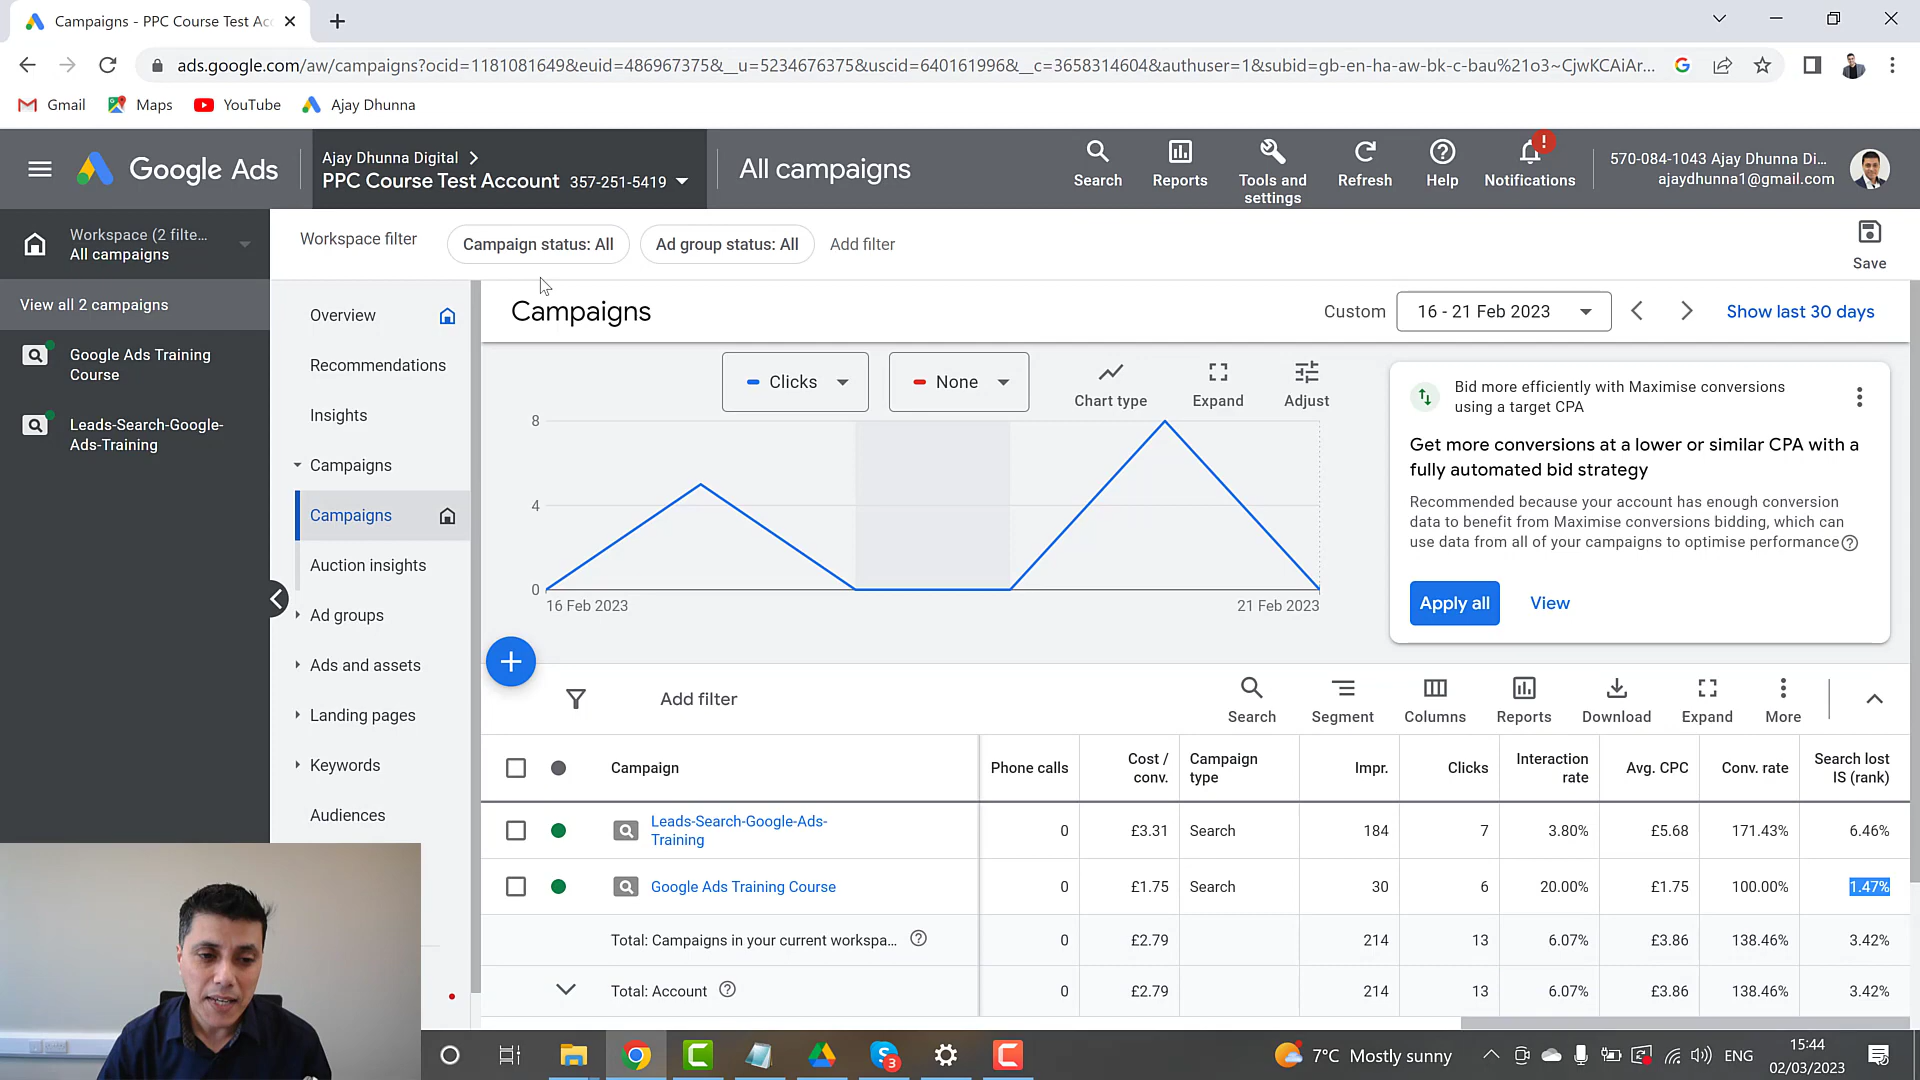 Campaigns - PPC Course Test Acc
ads.google.com/aw/campaigns?ocid=1181081649&euid=486967375&__u=5234676375&uscid=640161996&__c=3658314604&authuser=1&subid=gb-en-ha-aw-bk-c-bau%21o3~CjwKCAiAr...
Gmail
Maps
YouTube
Ajay Dhunna
Google Ads
Ajay Dhunna Digital
PPC Course Test Account 357-251-5419
All campaigns
Search
Reports
Tools and
settings
Refresh
Help
!
Notifications
570-084-1043 Ajay Dhunna Di...
ajaydhunna1@gmail.com
Workspace (2 filte...
All campaigns
Workspace filter
Campaign status: All
Ad group status: All
Add filter
Save
View all 2 campaigns
Google Ads Training
Course
Leads-Search-Google-
Ads-Training
Overview
Recommendations
Insights
Campaigns
Campaigns
Auction insights
Ad groups
Ads and assets
Landing pages
Keywords
Audiences
Campaigns
Custom
16 - 21 Feb 2023
Show last 30 days
Clicks
None
Chart type
Expand
Adjust
8
4
0
16 Feb 2023
21 Feb 2023
Bid more efficiently with Maximise conversions
using a target CPA
Get more conversions at a lower or similar CPA with a
fully automated bid strategy
Recommended because your account has enough conversion
data to benefit from Maximise conversions bidding, which can
use data from all of your campaigns to optimise performance
Apply all
View
Add filter
Search
Segment
Columns
Reports
Download
Expand
More
Campaign
Phone calls
Cost /
conv.
Campaign
type
Impr.
Clicks
Interaction
rate
Avg. CPC
Conv. rate
Search lost
IS (rank)
Leads-Search-Google-Ads-
Training
0
£3.31
Search
184
7
3.80%
£5.68
171.43%
6.46%
Google Ads Training Course
0
£1.75
Search
30
6
20.00%
£1.75
100.00%
1.47%
Total: Campaigns in your current workspa...
0
£2.79
214
13
6.07%
£3.86
138.46%
3.42%
Total: Account
0
£2.79
214
13
6.07%
£3.86
138.46%
3.42%
3
7°C Mostly sunny
ENG
15:44
02/03/2023